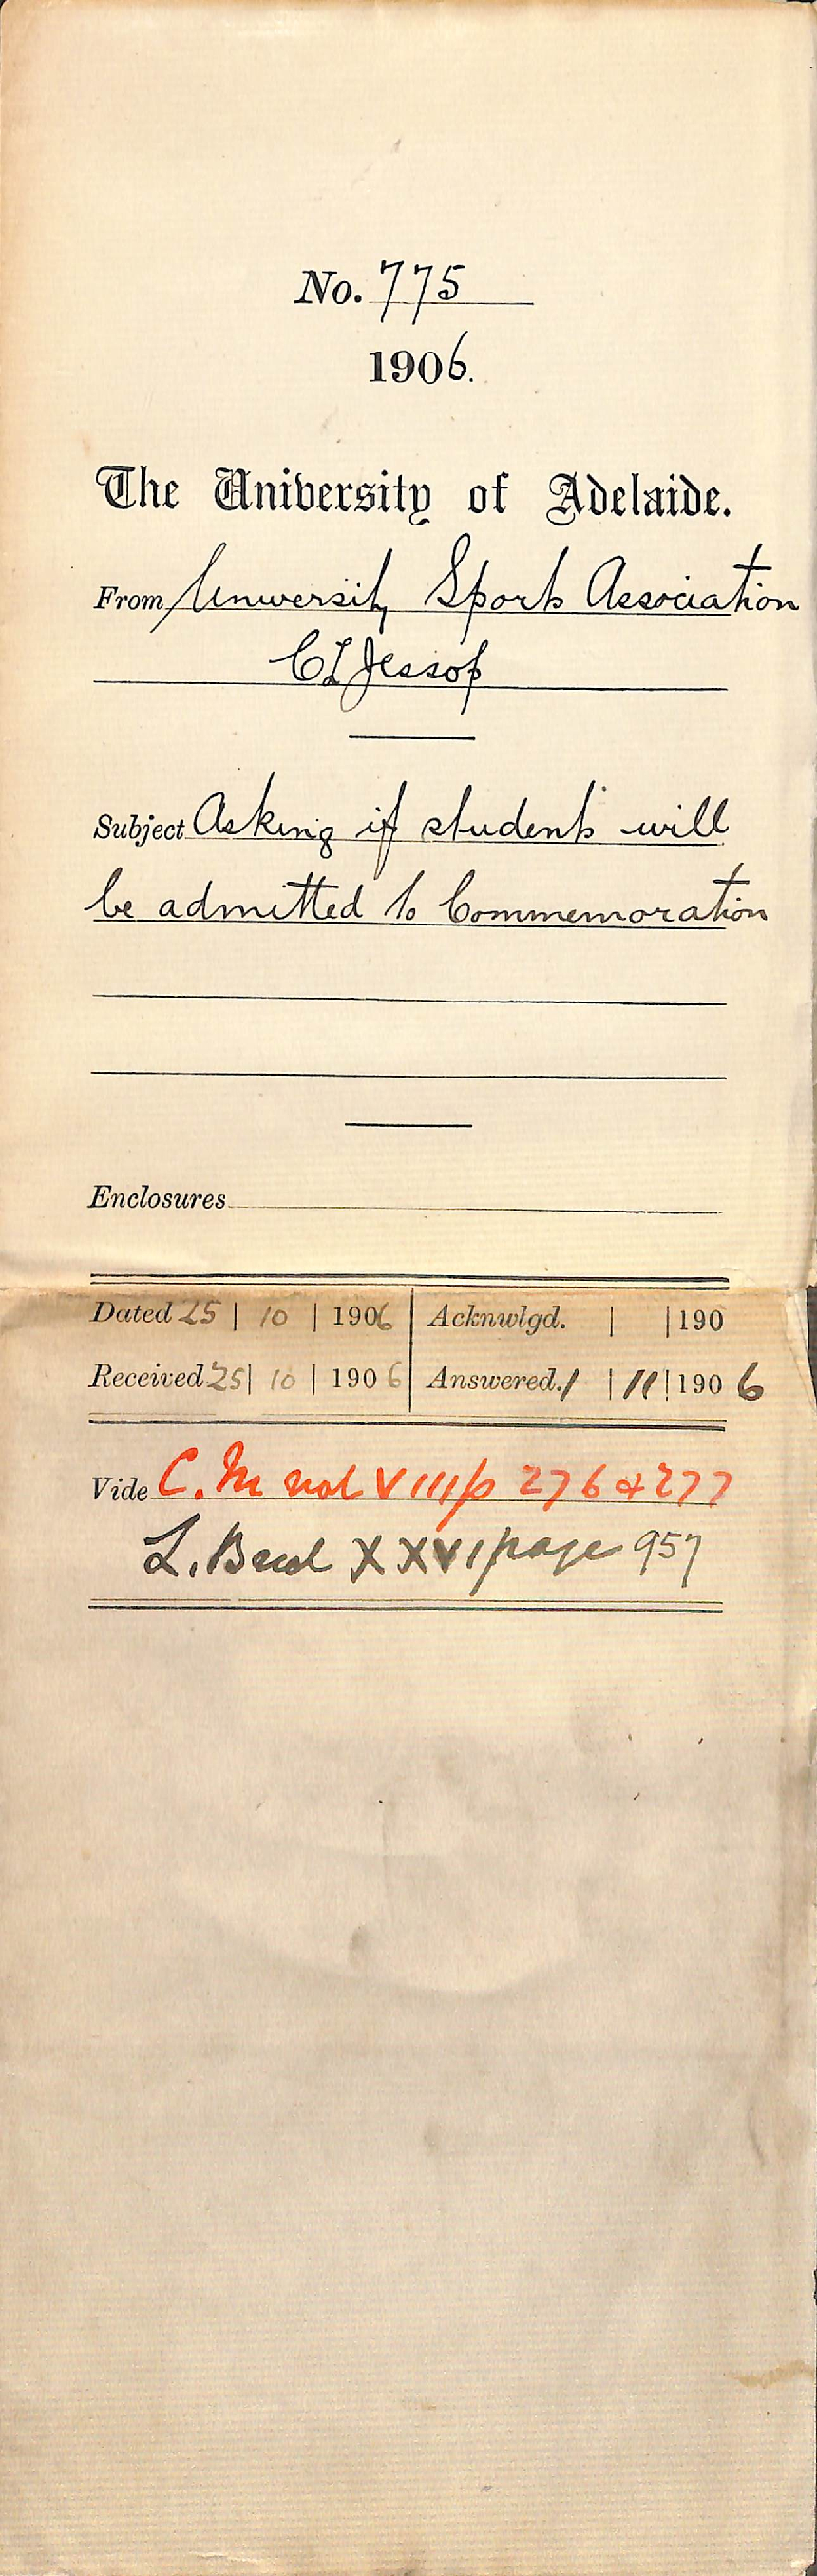 No. 775
1906.
The University of Adelaide.
From University Sports Association
C L Jessop
Subject Asking if students will
be admitted to Commemoration
Enclosures
Dated 25 | 10 | 1906 Acknwlgd. | | 190
Received 25 | 10 | 1906 Answered. 1 | 11 | 1906
Vide C. M vol VIII p 276 & 277
L. Book XXVI page 957